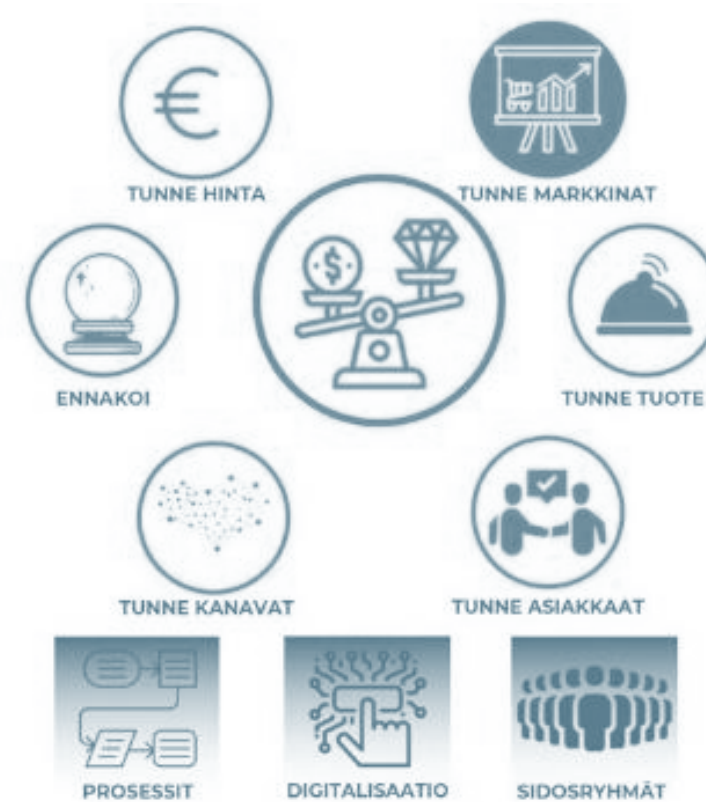 €
TUNNE HINTA
TUNNE MARKKINAT
$
ENNAKOI
TUNNE TUOTE
TUNNE KANAVAT
TUNNE ASIAKKAAT
PROSESSIT
DIGITALISAATIO
SIDOSRYHMÄT